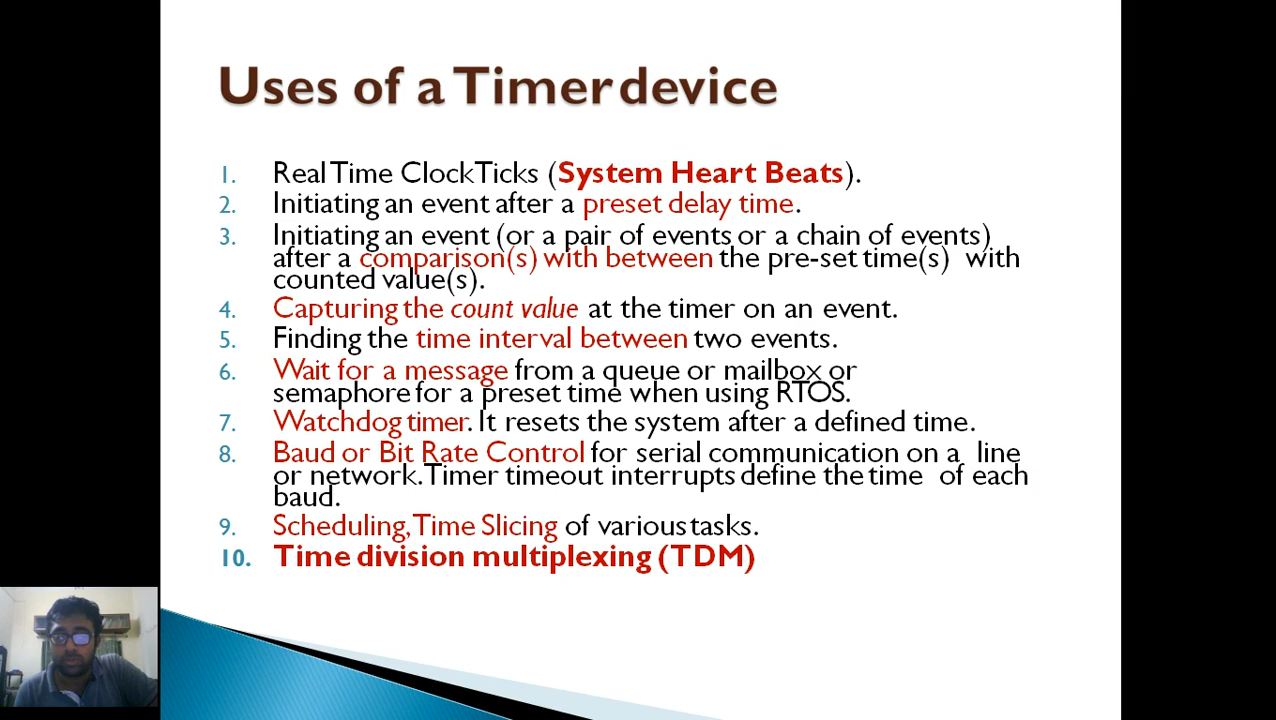 Uses of a Timer device
1. Real Time Clock Ticks (System Heart Beats).
2. Initiating an event after a preset delay time.
3. Initiating an event (or a pair of events or a chain of events)
after a comparison(s) with between the pre-set time(s) with
counted value(s).
4. Capturing the count value at the timer on an event.
5. Finding the time interval between two events.
6. Wait for a message from a queue or mailbox or
semaphore for a preset time when using RTOS.
7. Watchdog timer. It resets the system after a defined time.
8. Baud or Bit Rate Control for serial communication on a line
or network. Timer timeout interrupts define the time of each
baud.
9. Scheduling, Time Slicing of various tasks.
10. Time division multiplexing (TDM)